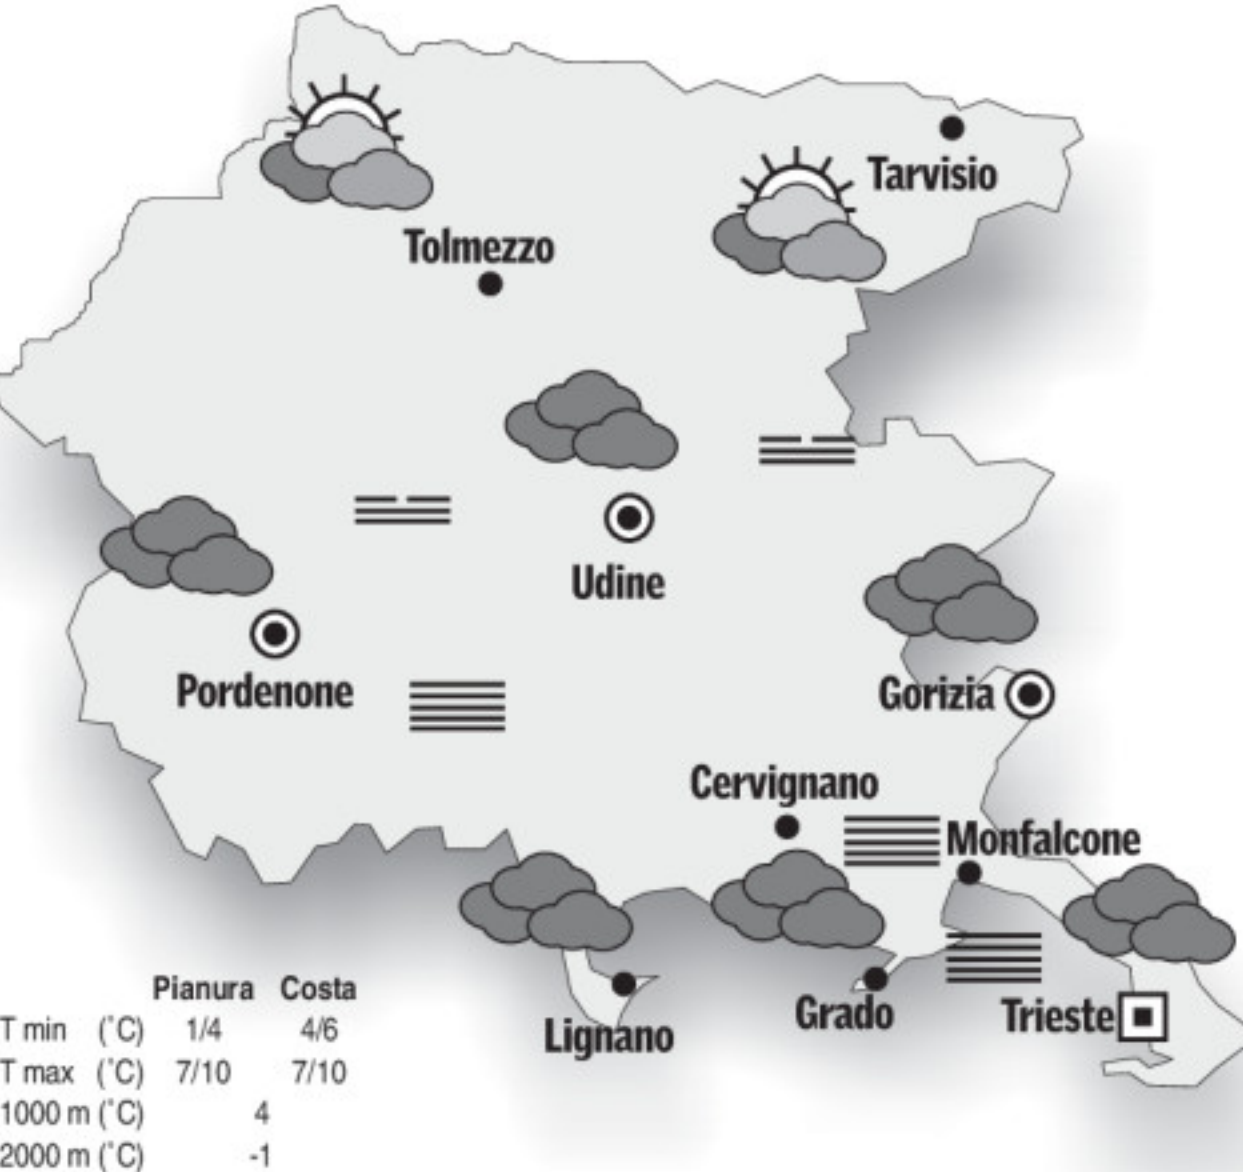 Tarvisio
Tolmezzo
Udine
Pordenone
Gorizia
Cervignano
Monfalcone
Grado
Trieste
Lignano
Pianura Costa
T min (°C) 1/4 4/6
T max (°C) 7/10 7/10
1000 m (°C) 4
2000 m (°C) -1